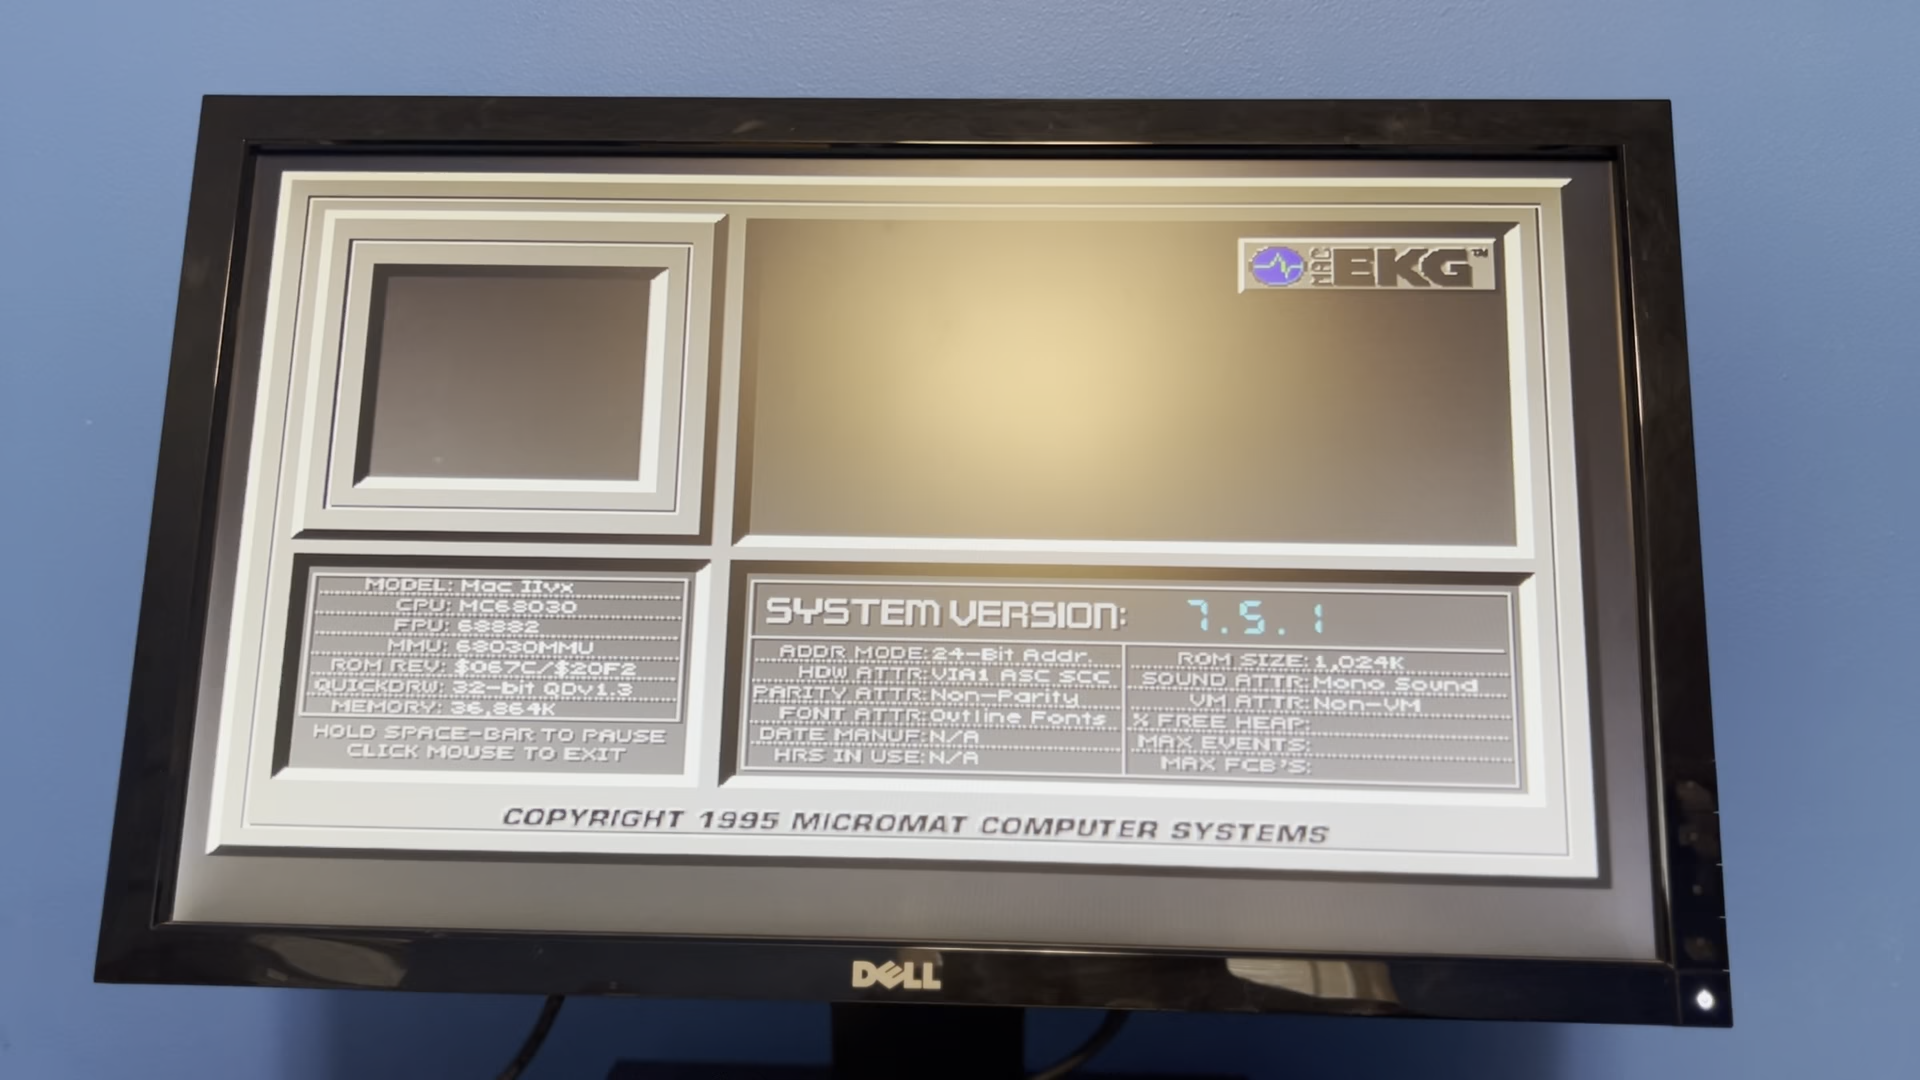 MAC EKG™
MODEL: Mac IIvx
CPU: MC68030
FPU: 68882
MMU: 68030MMU
ROM REV: $067C/$20F2
QUICKDRW: 32-bit QDv1.3
MEMORY: 36,864K
HOLD SPACE-BAR TO PAUSE
CLICK MOUSE TO EXIT
SYSTEM VERSION: 7.5.1
ADDR MODE: 24-Bit Addr.
HDW ATTR: VIA1 ASC SCC
PARITY ATTR: Non-Parity
FONT ATTR: Outline Fonts
DATE MANUF: N/A
HRS IN USE: N/A
ROM SIZE: 1,024K
SOUND ATTR: Mono Sound
VM ATTR: Non-VM
% FREE HEAP:
MAX EVENTS:
MAX FCB'S:
COPYRIGHT 1995 MICROMAT COMPUTER SYSTEMS
DELL